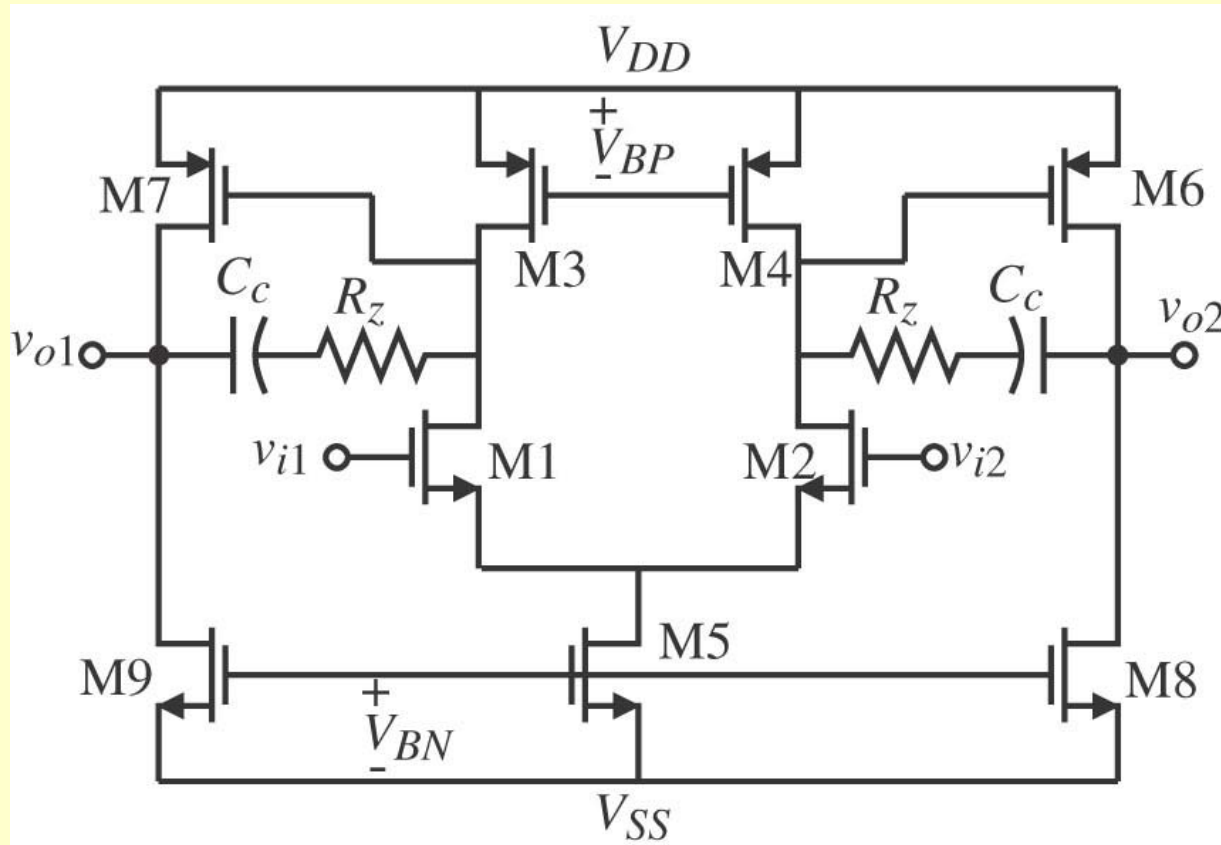 V_DD
+
V_BP
-
M7
M6
M3
M4
C_c
R_z
R_z
C_c
v_o1
v_o2
v_i1
M1
M2
v_i2
M5
M9
M8
+
V_BN
-
V_SS